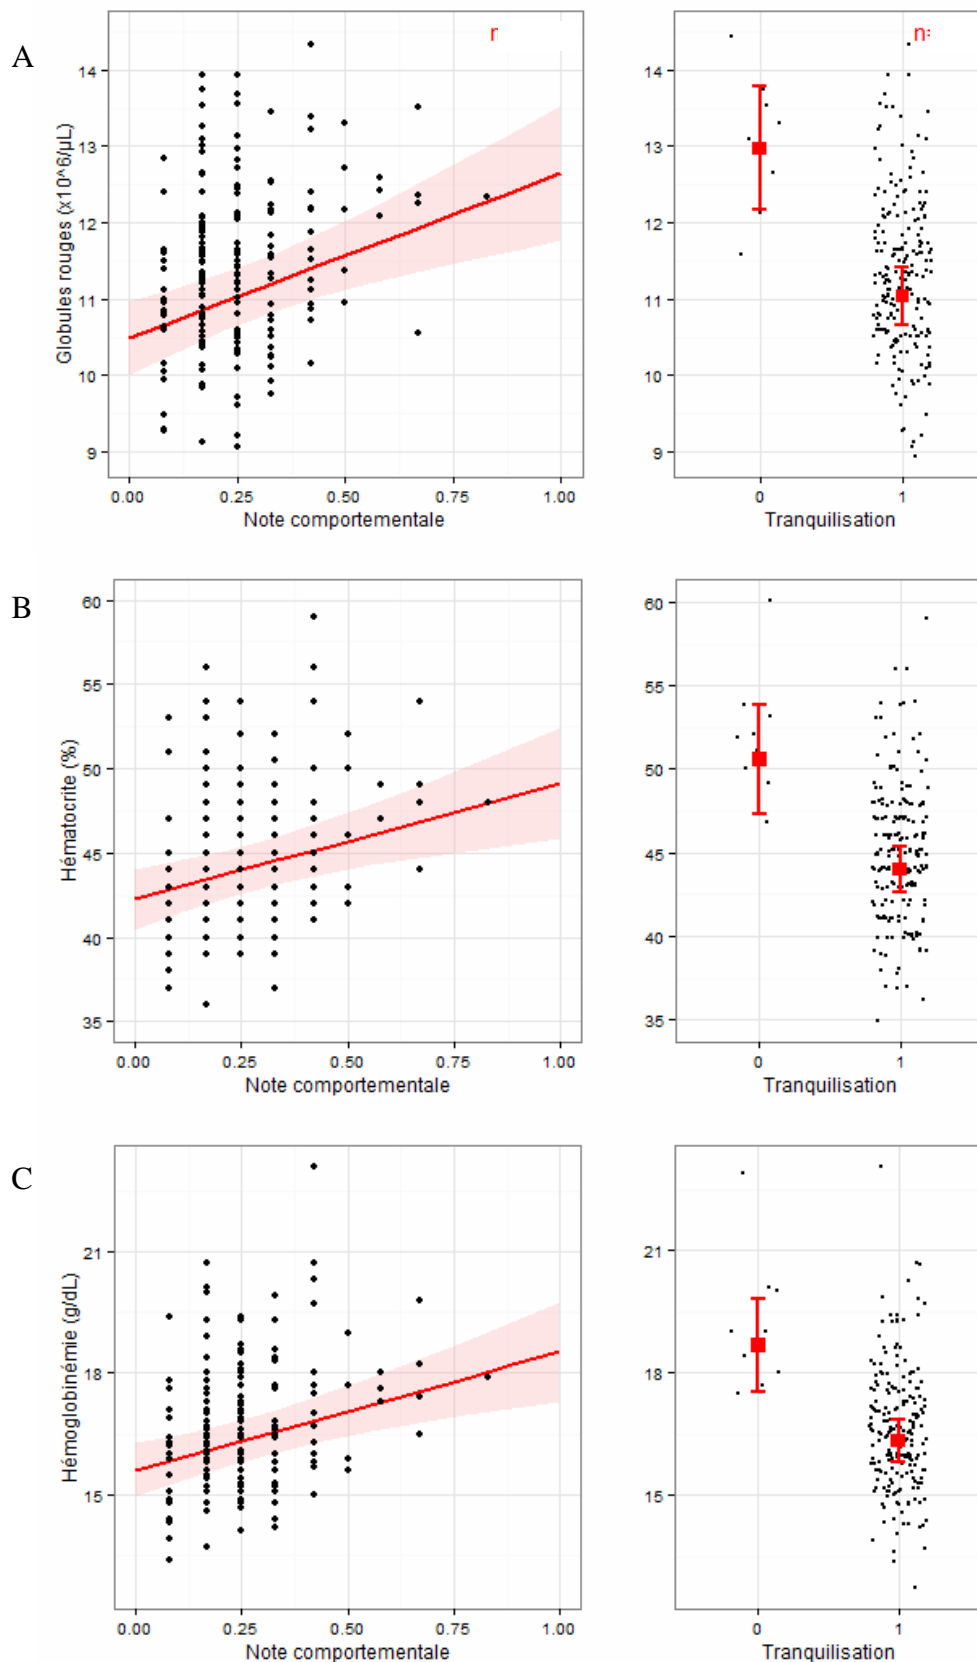 A
n=
Globules rouges (x10^6/µL)
14
13
12
11
10
9
0.00 0.25 0.50 0.75 1.00
Note comportementale
14
13
12
11
10
9
0 1
Tranquilisation
B
Hématocrite (%)
60
55
50
45
40
35
0.00 0.25 0.50 0.75 1.00
Note comportementale
60
55
50
45
40
35
0 1
Tranquilisation
C
Hémoglobinémie (g/dL)
21
18
15
0.00 0.25 0.50 0.75 1.00
Note comportementale
21
18
15
0 1
Tranquilisation